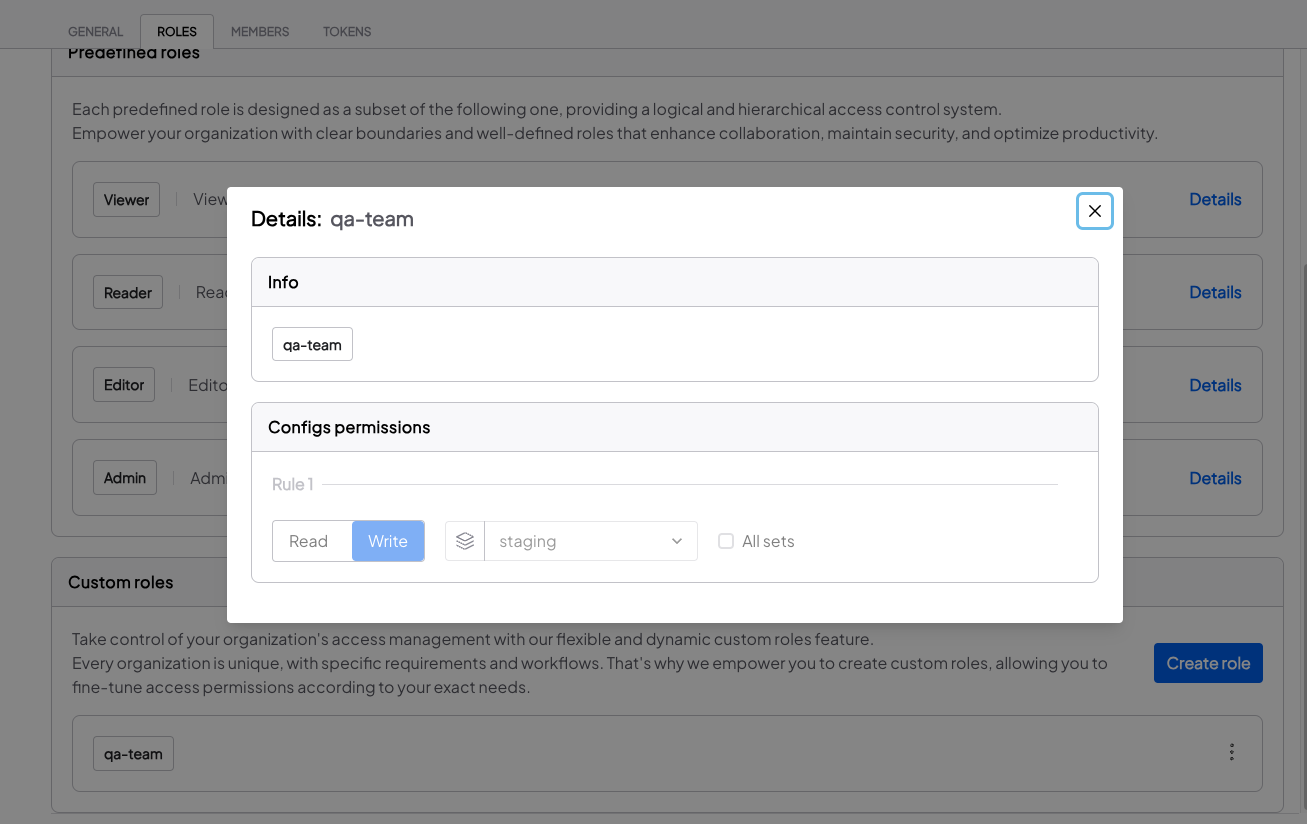 GENERAL ROLES MEMBERS TOKENS
Predefined roles
Each predefined role is designed as a subset of the following one, providing a logical and hierarchical access control system.
Empower your organization with clear boundaries and well-defined roles that enhance collaboration, maintain security, and optimize productivity.
Viewer View Details
Details: qa-team
Info
Reader Rea Details
qa-team
Editor Edito Details
Configs permissions
Admin Admi Details
Rule 1
Read Write staging All sets
Custom roles
Take control of your organization's access management with our flexible and dynamic custom roles feature.
Every organization is unique, with specific requirements and workflows. That's why we empower you to create custom roles, allowing you to
fine-tune access permissions according to your exact needs.
Create role
qa-team